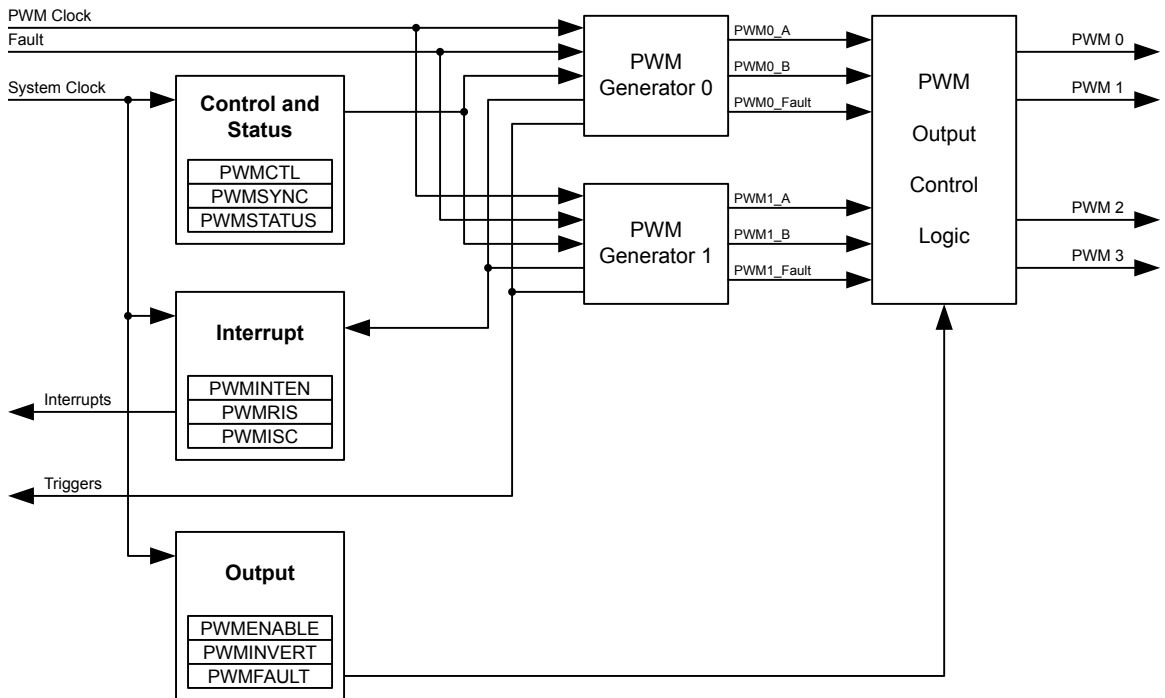 PWM Clock
Fault
System Clock
Control and
Status
PWMCTL
PWMSYNC
PWMSTATUS
Interrupt
PWMINTEN
PWMRIS
PWMISC
Interrupts
Triggers
Output
PWMENABLE
PWMINVERT
PWMFAULT
PWM
Generator 0
PWM0_A
PWM0_B
PWM0_Fault
PWM
Generator 1
PWM1_A
PWM1_B
PWM1_Fault
PWM
Output
Control
Logic
PWM 0
PWM 1
PWM 2
PWM 3